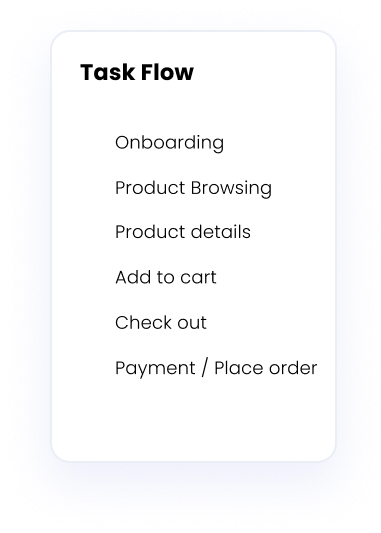 Task Flow
Onboarding
Product Browsing
Product details
Add to cart
Check out
Payment / Place order